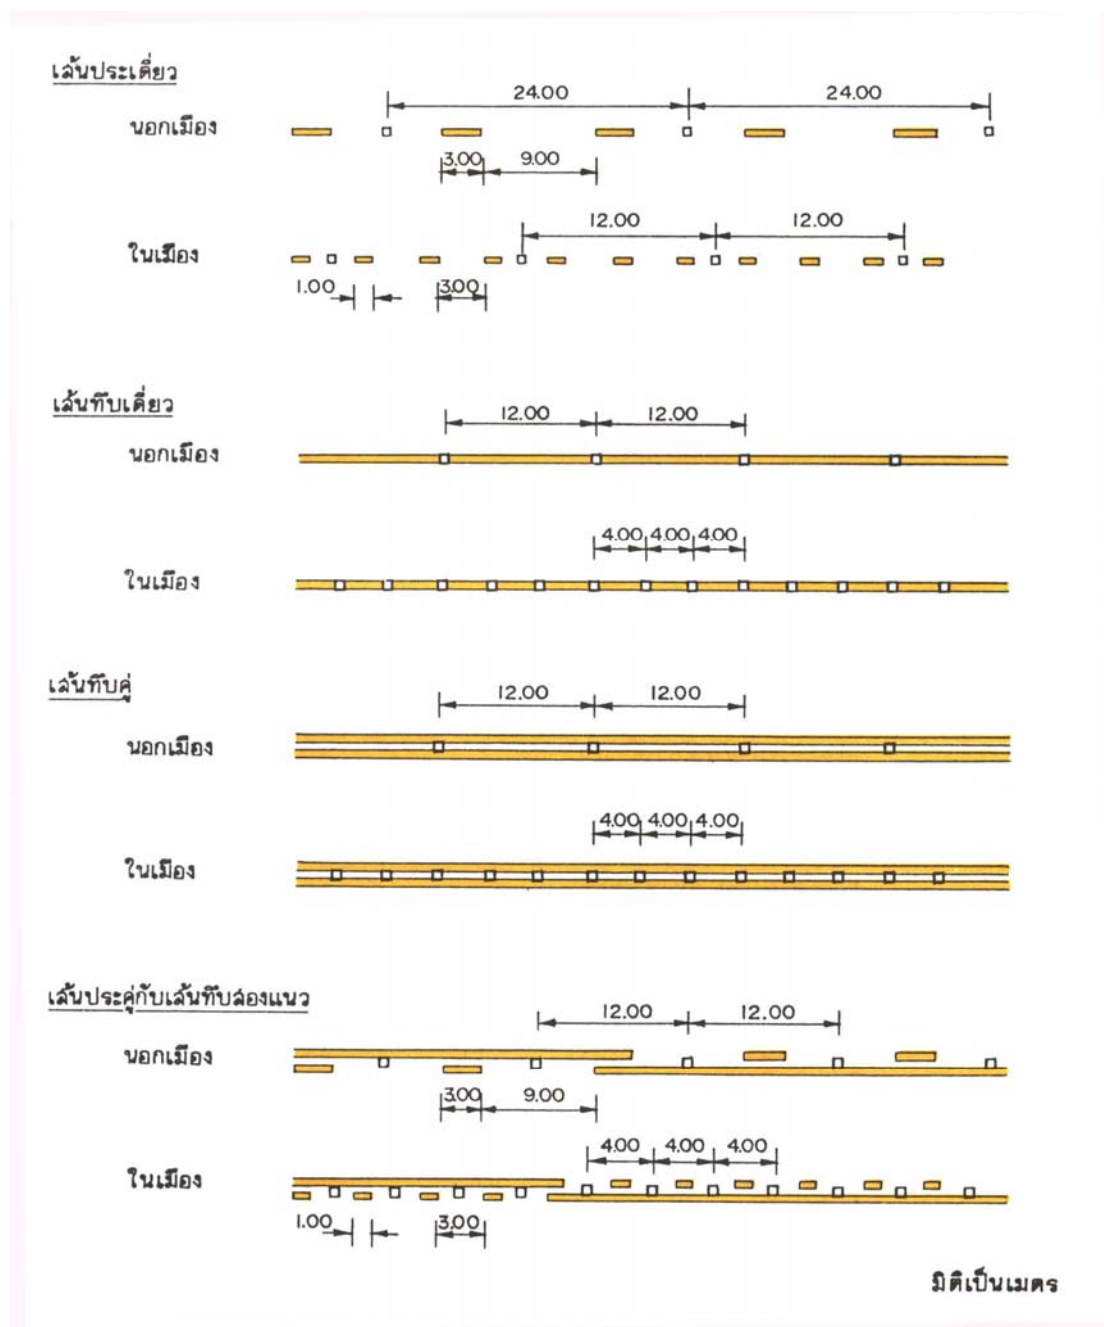 เส้นประเดี่ยว
24.00 24.00
นอกเมือง
3.00 9.00
12.00 12.00
ในเมือง
1.00 3.00
เส้นทึบเดี่ยว
12.00 12.00
นอกเมือง
4.00 4.00 4.00
ในเมือง
เส้นทึบคู่
12.00 12.00
นอกเมือง
4.00 4.00 4.00
ในเมือง
เส้นประคู่กับเส้นทึบสองแนว
12.00 12.00
นอกเมือง
3.00 9.00
4.00 4.00 4.00
ในเมือง
1.00 3.00
มิติเป็นเมตร